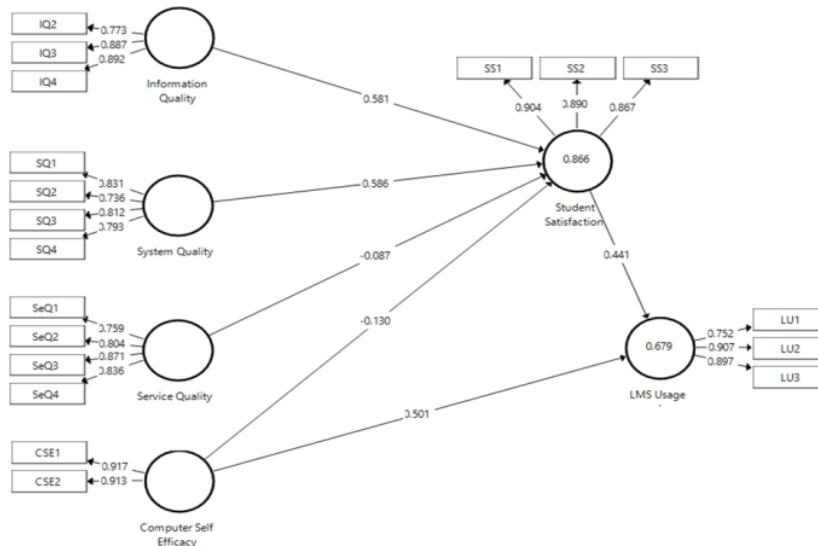 IQ2
0.773
IQ3
0.887
0.892
IQ4
Information
Quality
0.581
SS1
SS2
SS3
0.904
0.890
0.867
0.866
Student
Satisfaction
SQ1
0.831
SQ2
0.736
SQ3
0.812
0.793
SQ4
System Quality
0.586
-0.087
0.441
-0.130
SeQ1
0.759
SeQ2
0.804
SeQ3
0.871
0.836
SeQ4
Service Quality
0.679
LMS Usage
0.752
LU1
0.907
LU2
0.897
LU3
0.501
CSE1
0.917
CSE2
0.913
Computer Self
Efficacy